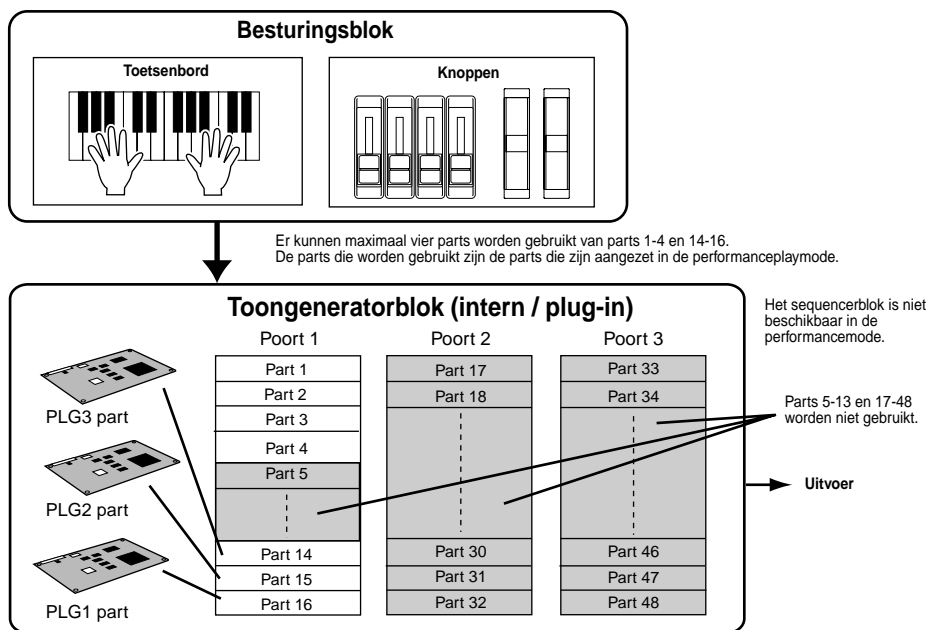 Besturingsblok
Toetsenbord
Knoppen
Er kunnen maximaal vier parts worden gebruikt van parts 1-4 en 14-16.
De parts die worden gebruikt zijn de parts die zijn aangezet in de performanceplaymode.
Toongeneratorblok (intern / plug-in)
Poort 1
Poort 2
Poort 3
Part 1
Part 2
Part 3
Part 4
Part 5
Part 14
Part 15
Part 16
Part 17
Part 18
Part 30
Part 31
Part 32
Part 33
Part 34
Part 46
Part 47
Part 48
PLG3 part
PLG2 part
PLG1 part
Het sequencerblok is niet
beschikbaar in de
performancemode.
Parts 5-13 en 17-48
worden niet gebruikt.
Uitvoer